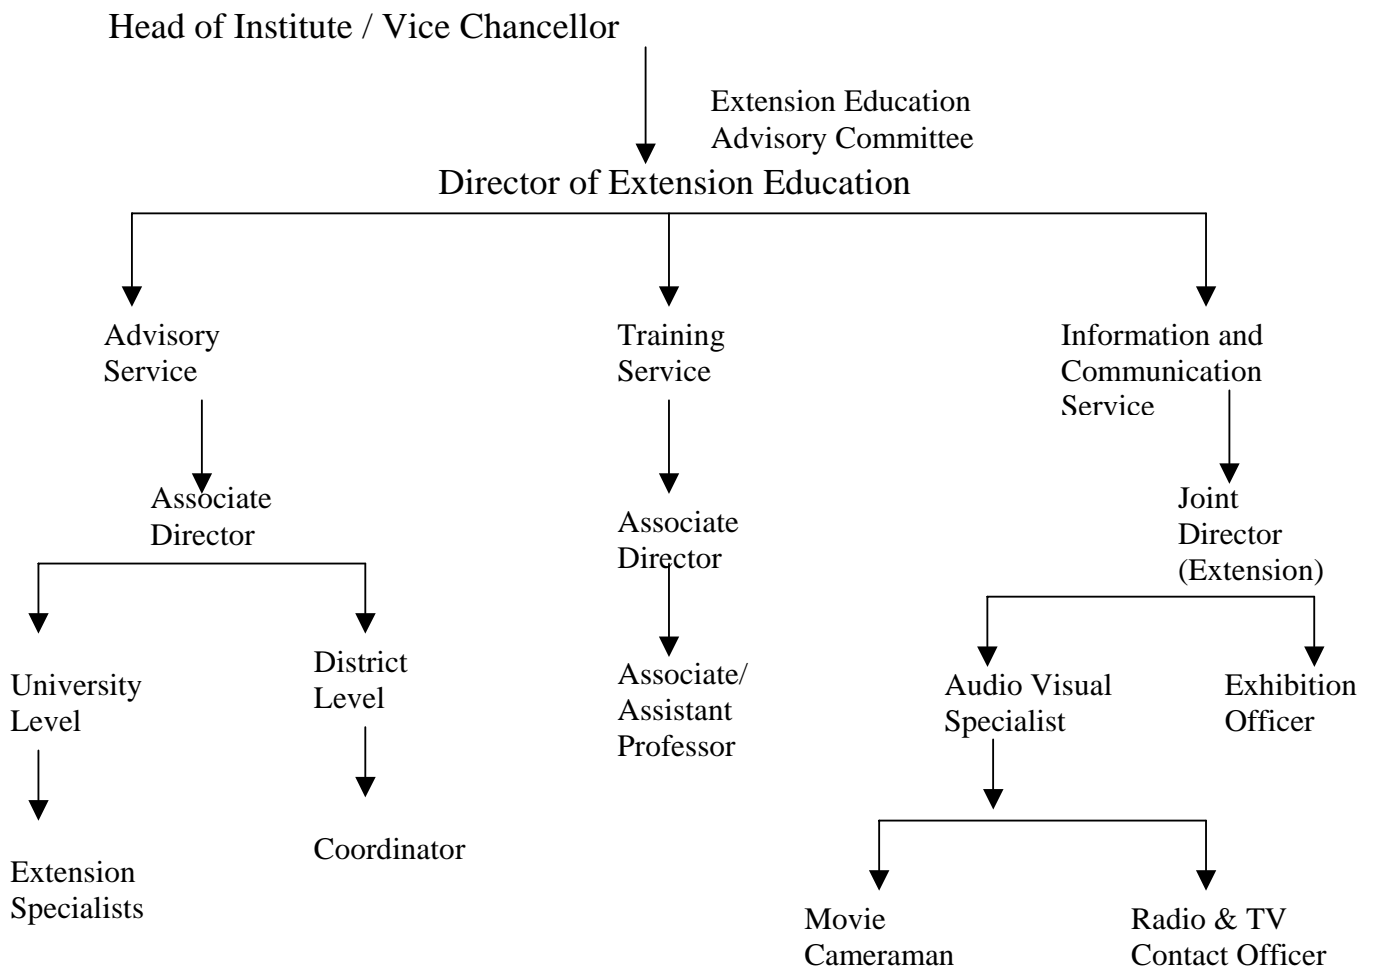 Head of Institute / Vice Chancellor
Extension Education
Advisory Committee
Director of Extension Education
Advisory
Service
Training
Service
Information and
Communication
Service
Associate
Director
Associate
Director
Joint
Director
(Extension)
University
Level
District
Level
Associate/
Assistant
Professor
Audio Visual
Specialist
Exhibition
Officer
Extension
Specialists
Coordinator
Movie
Cameraman
Radio & TV
Contact Officer